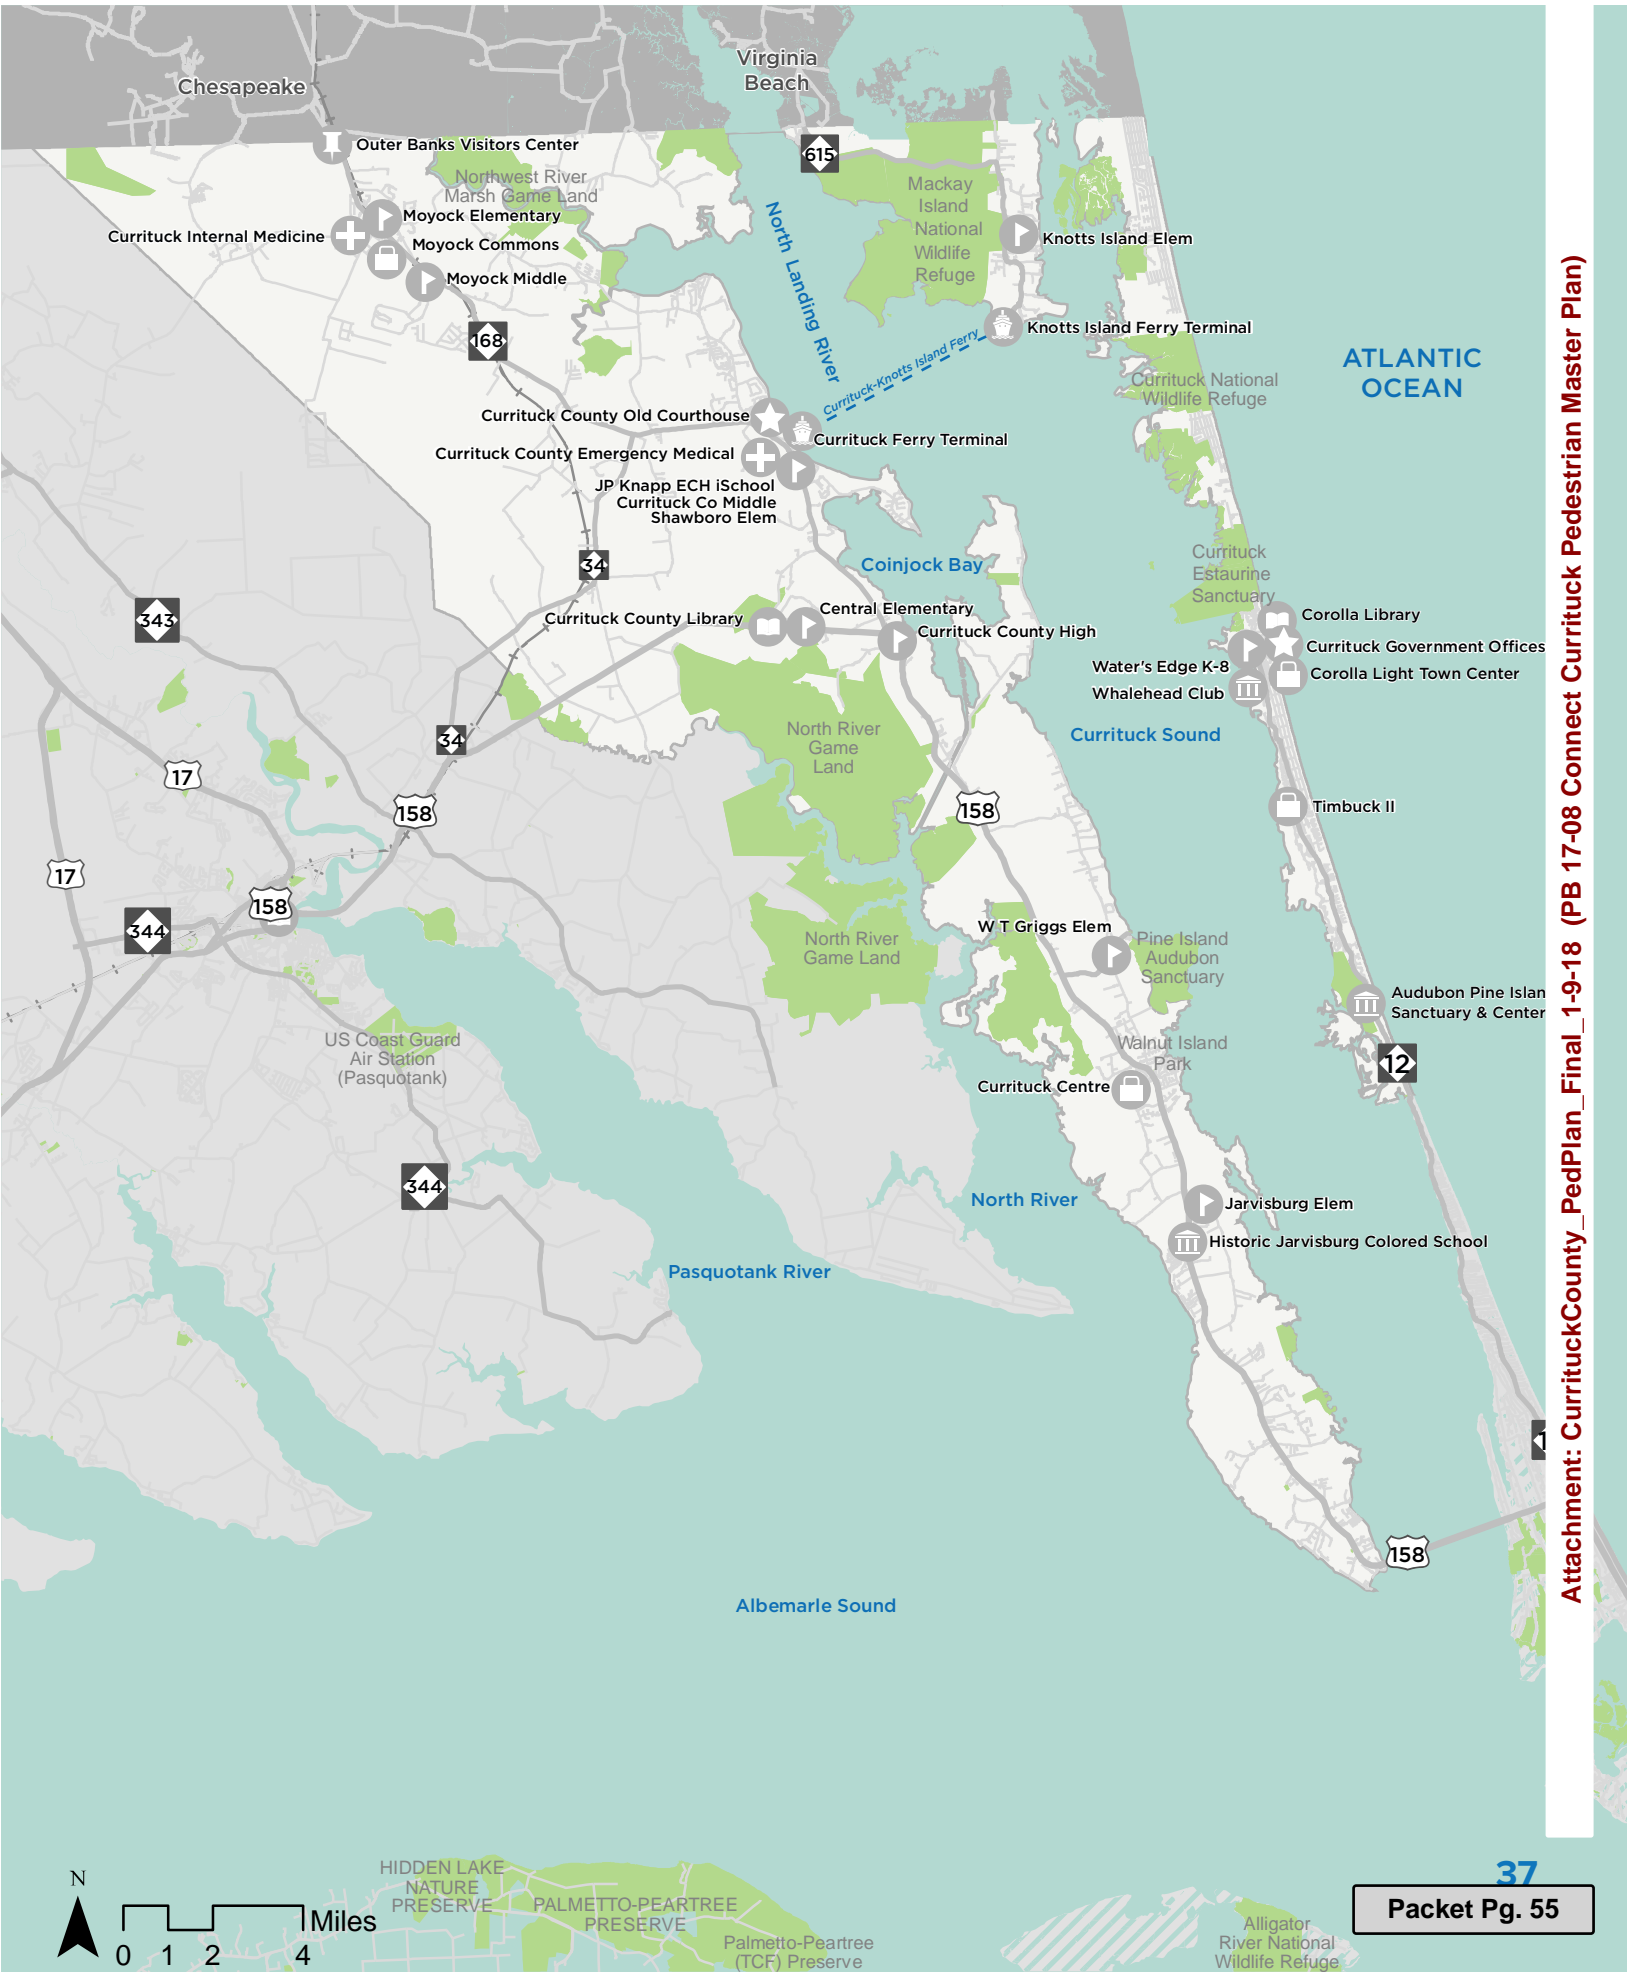 Virginia
Beach
Chesapeake
Outer Banks Visitors Center
615
Northwest River
Marsh Game Land
Mackay
Island
National
Wildlife
Refuge
Moyock Elementary
Currituck Internal Medicine
Moyock Commons
Moyock Middle
North Landing River
Knotts Island Elem
Knotts Island Ferry Terminal
168
Currituck-Knotts Island Ferry
ATLANTIC
OCEAN
Currituck National
Wildlife Refuge
Currituck County Old Courthouse
Currituck Ferry Terminal
Currituck County Emergency Medical
JP Knapp ECH iSchool
Currituck Co Middle
Shawboro Elem
34
Coinjock Bay
Currituck
Estaurine
Sanctuary
343
Currituck County Library
Central Elementary
Currituck County High
Corolla Library
Currituck Government Offices
Water's Edge K-8
Corolla Light Town Center
Whalehead Club
34
North River
Game
Land
Currituck Sound
17
158
158
Timbuck II
17
158
344
W T Griggs Elem
North River
Game Land
Pine Island
Audubon
Sanctuary
Audubon Pine Islan
Sanctuary & Center
US Coast Guard
Air Station
(Pasquotank)
Walnut Island
Park
12
Currituck Centre
344
North River
Jarvisburg Elem
Historic Jarvisburg Colored School
Pasquotank River
1
158
Albemarle Sound
Attachment: CurrituckCounty_PedPlan_Final_1-9-18 (PB 17-08 Connect Currituck Pedestrian Master Plan)
N
Miles
0 1 2 4
HIDDEN LAKE
NATURE
PRESERVE
PALMETTO-PEARTREE
PRESERVE
Palmetto-Peartree
(TCF) Preserve
Alligator
River National
Wildlife Refuge
37
Packet Pg. 55